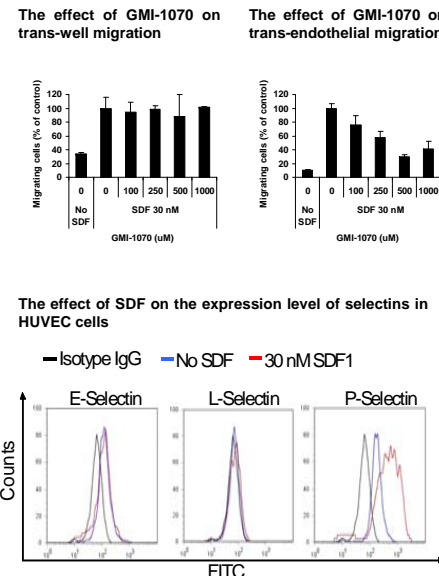 The effect of GMI-1070 on
trans-well migration
Migrating cells (% of control)
120
100
80
60
40
20
0
0 0 100 250 500 1000
No
SDF
SDF 30 nM
GMI-1070 (uM)
The effect of GMI-1070 on
trans-endothelial migration
Migrating cells (% of control)
120
100
80
60
40
20
0
0 0 100 250 500 1000
No
SDF
SDF 30 nM
GMI-1070 (uM)
The effect of SDF on the expression level of selectins in
HUVEC cells
Isotype IgG No SDF 30 nM SDF1
E-Selectin L-Selectin P-Selectin
Counts
FITC